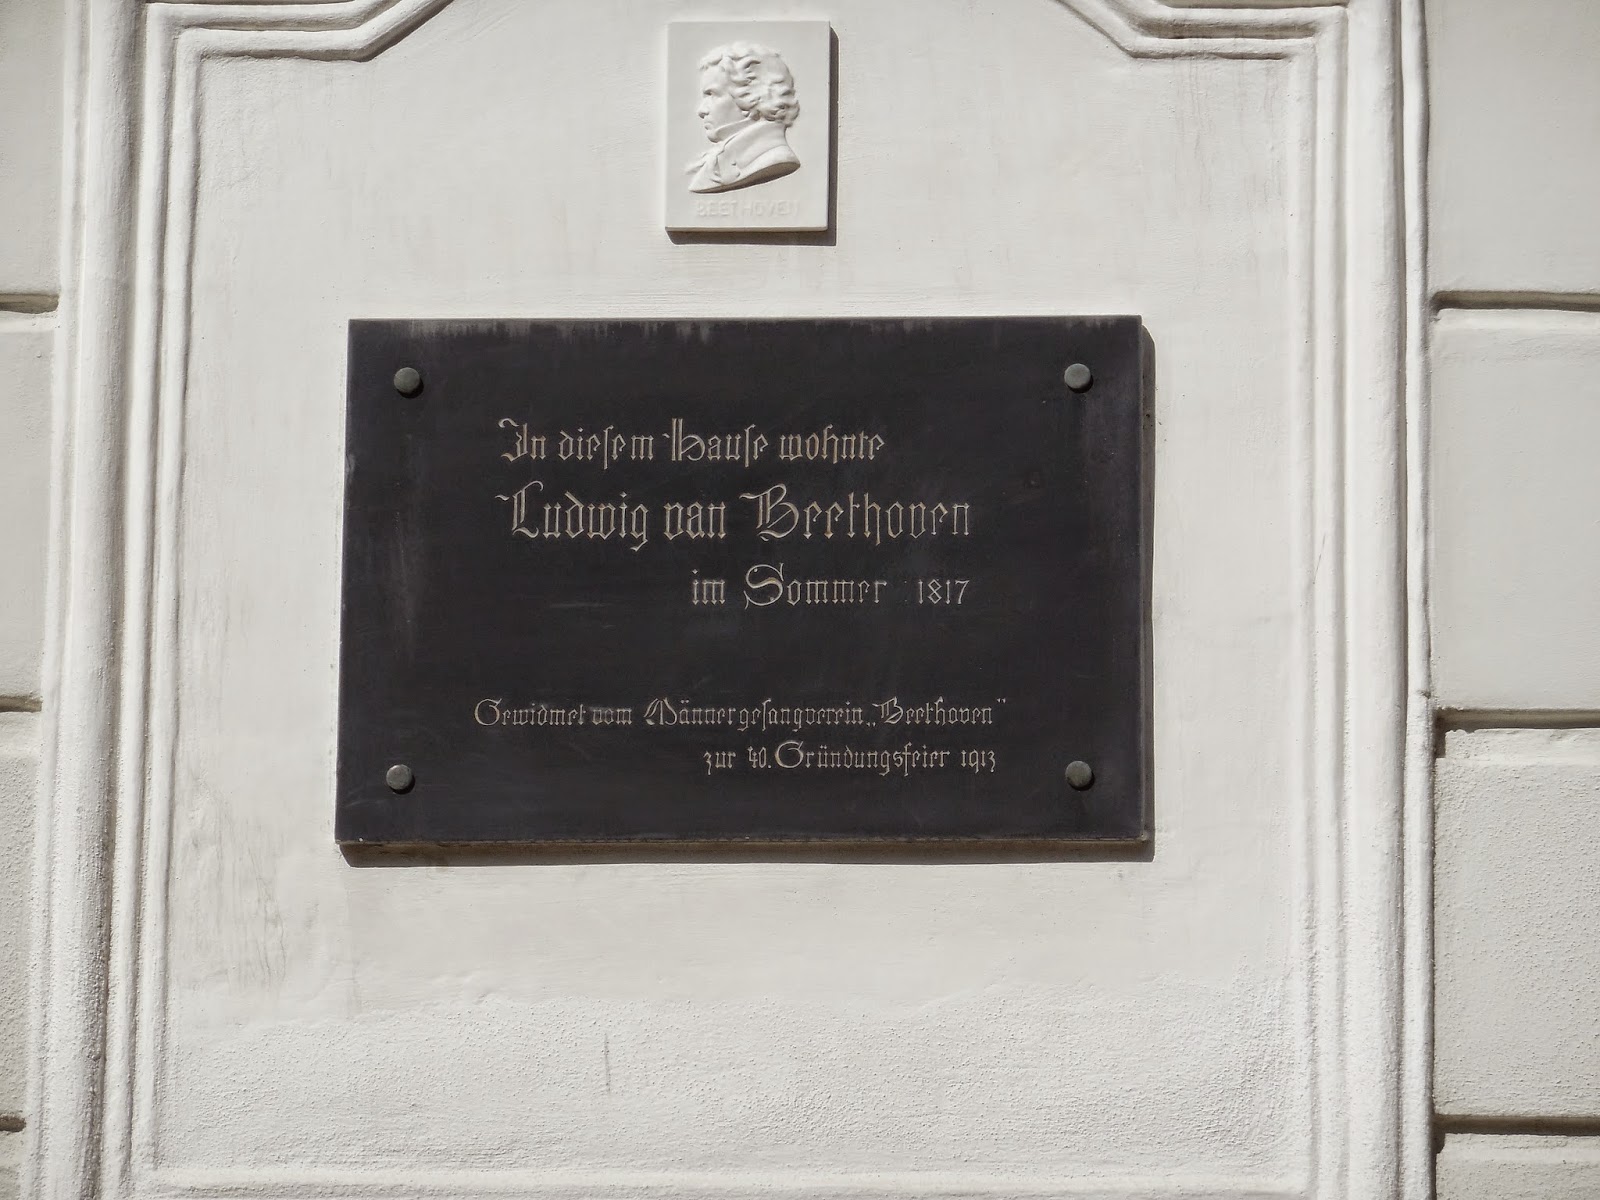 BEETHOVEN
In diesem Hause wohnte
Ludwig van Beethoven
im Sommer 1817
Gewidmet vom Männergesangverein „Beethoven"
zur 40. Gründungsfeier 1913